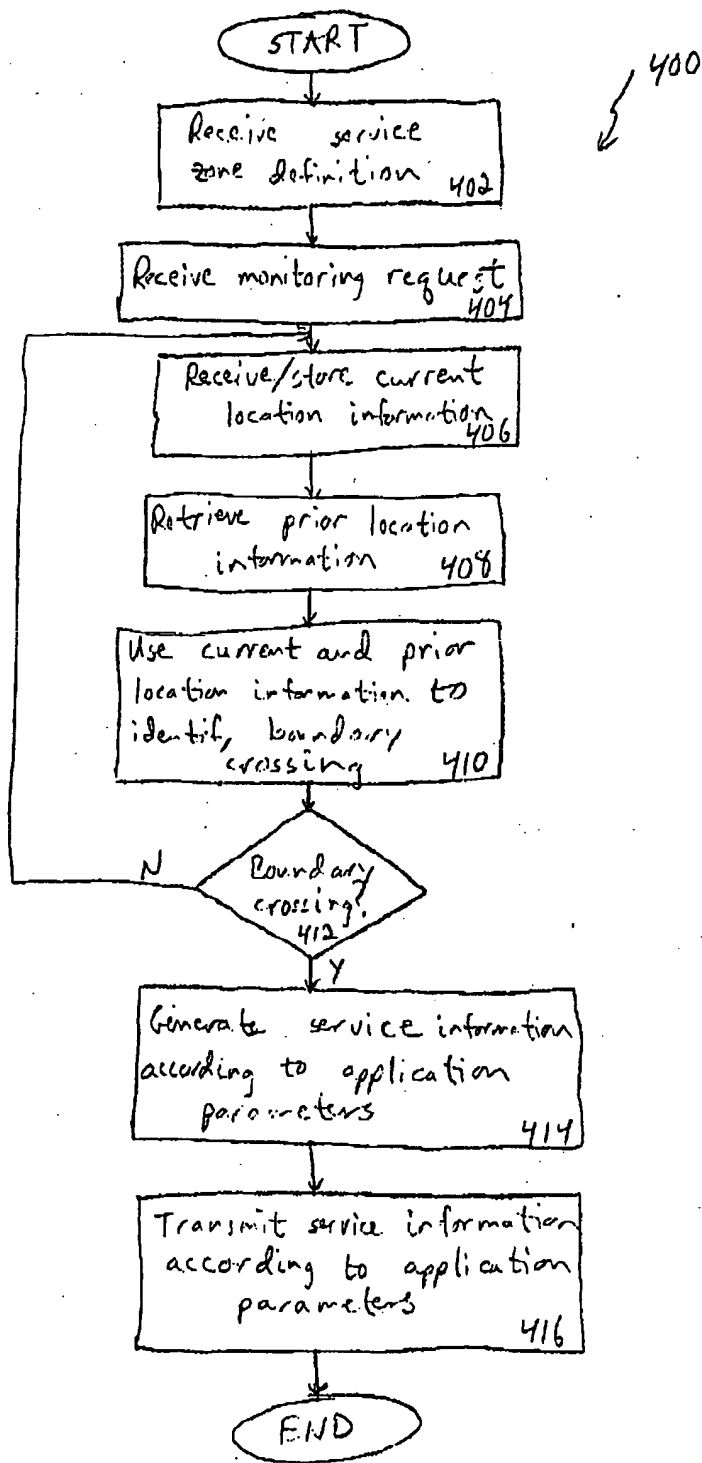 START
400
Receive service
zone definition
402
Receive monitoring request
404
Receive/store current
location information
406
Retrieve prior location
information
408
Use current and prior
location information to
identify boundary
crossing
410
N
Boundary
crossing?
412
Y
Generate service information
according to application
parameters
414
Transmit service information
according to application
parameters
416
END